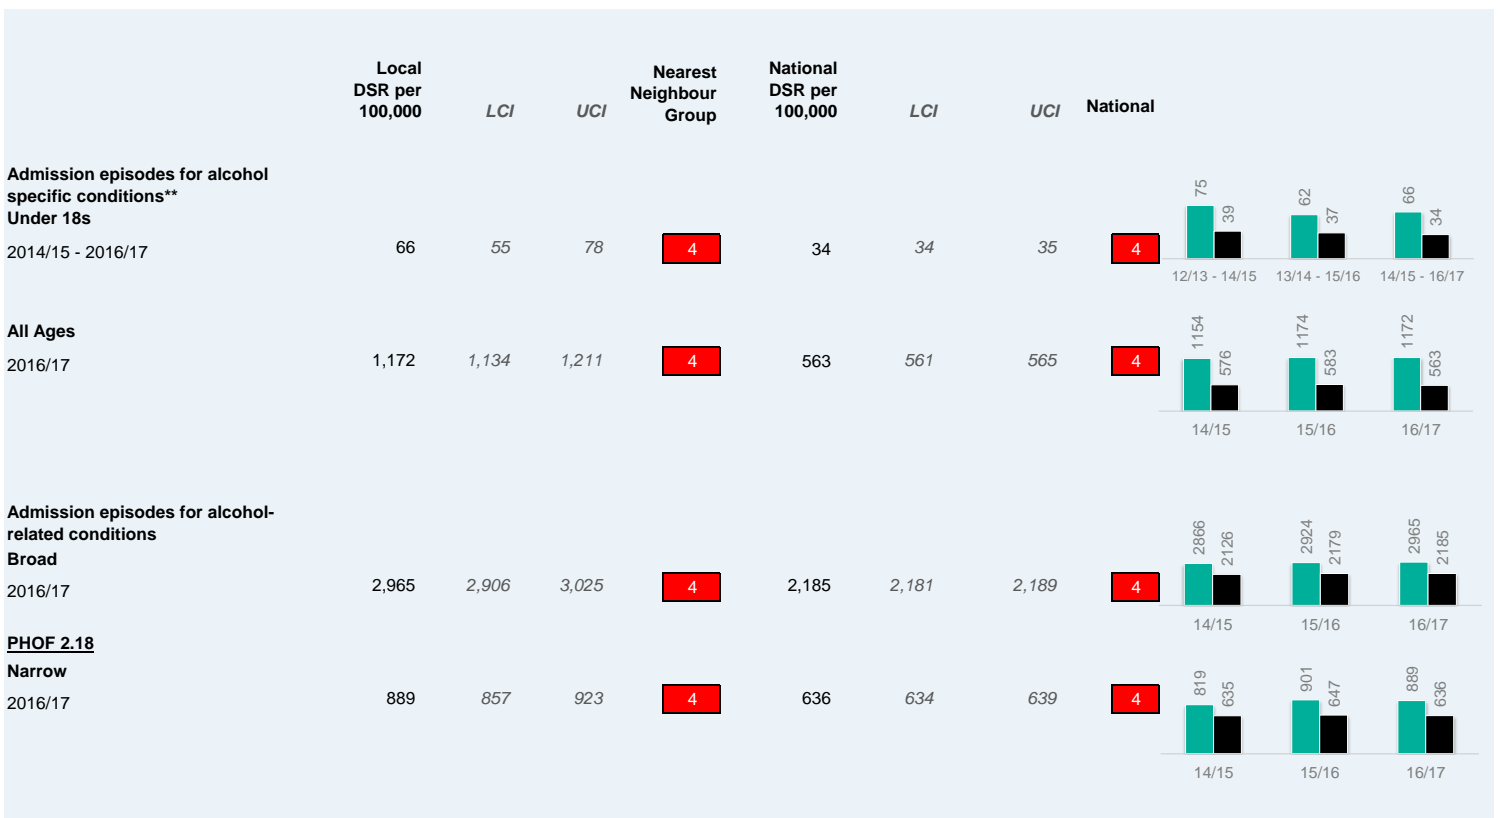 Local
DSR per
100,000
LCI
UCI
Nearest
Neighbour
Group
National
DSR per
100,000
LCI
UCI
National
Admission episodes for alcohol
specific conditions**
Under 18s
2014/15 - 2016/17 66 55 78 4 34 34 35 4
75 39 62 37 66 34
12/13 - 14/15 13/14 - 15/16 14/15 - 16/17
All Ages
2016/17 1,172 1,134 1,211 4 563 561 565 4
1154 576 1174 583 1172 563
14/15 15/16 16/17
Admission episodes for alcohol-
related conditions
Broad
2016/17 2,965 2,906 3,025 4 2,185 2,181 2,189 4
2866 2126 2924 2179 2965 2185
14/15 15/16 16/17
PHOF 2.18
Narrow
2016/17 889 857 923 4 636 634 639 4
819 635 901 647 889 636
14/15 15/16 16/17